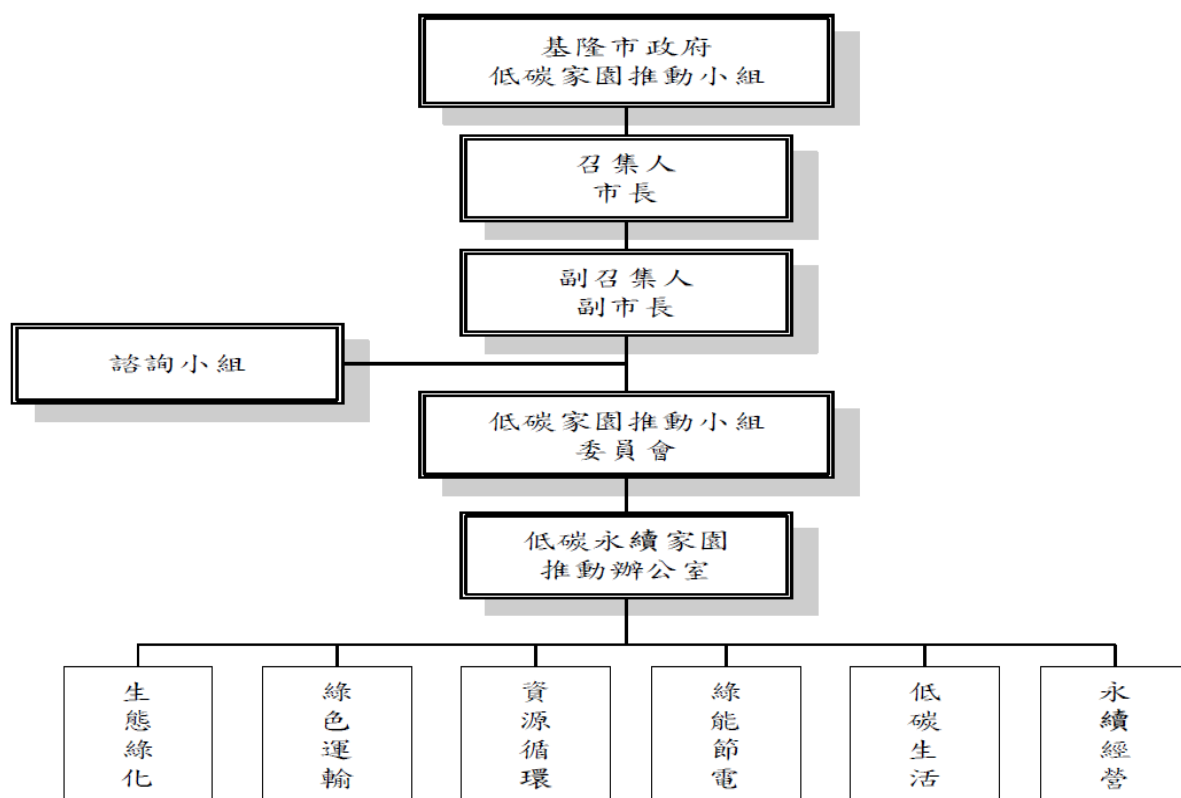 基隆市政府
低碳家園推動小組
召集人
市長
副召集人
副市長
諮詢小組
低碳家園推動小組
委員會
低碳永續家園
推動辦公室
生態綠化
綠色運輸
資源循環
綠能節電
低碳生活
永續經營